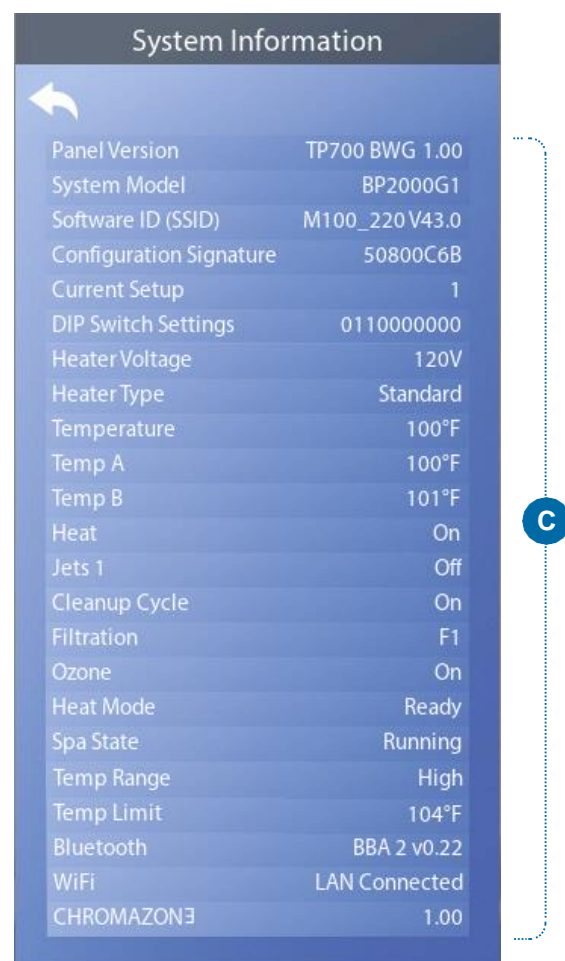 System Information
Panel Version TP700 BWG 1.00
System Model BP2000G1
Software ID (SSID) M100_220 V43.0
Configuration Signature 50800C6B
Current Setup 1
DIP Switch Settings 0110000000
Heater Voltage 120V
Heater Type Standard
Temperature 100°F
Temp A 100°F
Temp B 101°F
C
Heat On
Jets 1 Off
Cleanup Cycle On
Filtration F1
Ozone On
Heat Mode Ready
Spa State Running
Temp Range High
Temp Limit 104°F
Bluetooth BBA 2 v0.22
WiFi LAN Connected
CHROMAZONƎ 1.00